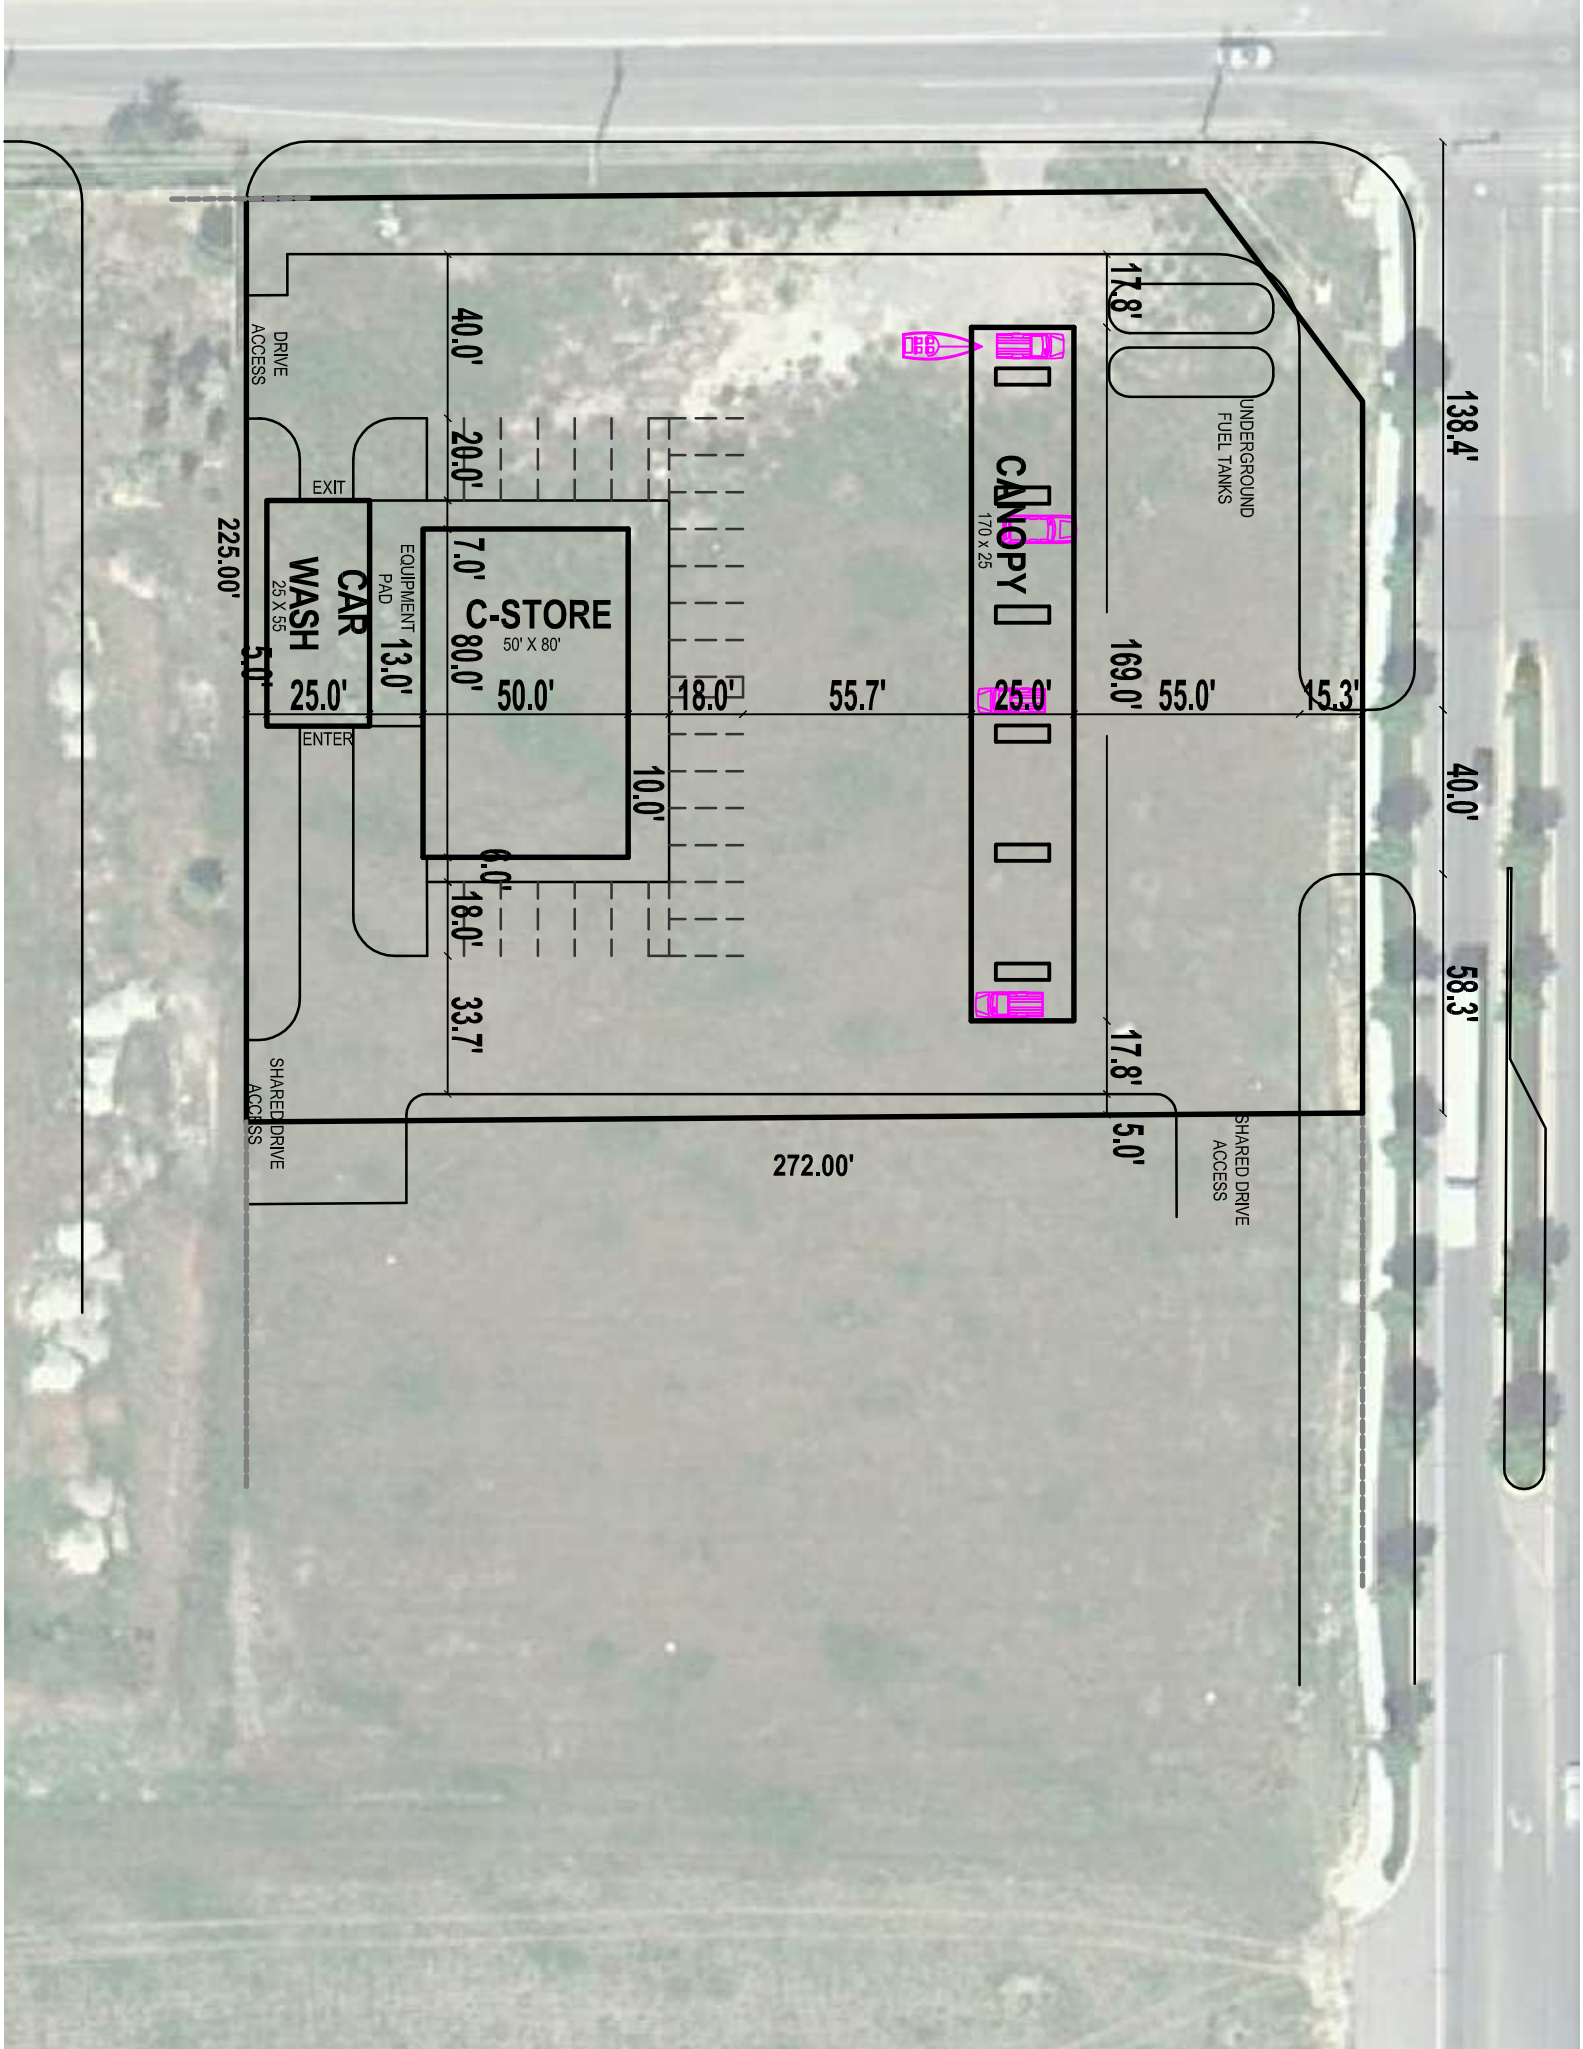 138.4'
40.0'
58.3'
17.8'
169.0'
17.8'
5.0'
UNDERGROUND
FUEL TANKS
SHARED DRIVE
ACCESS
CANOPY
170 x 25
40.0'
20.0'
7.0'
80.0'
6.0'
18.0'
33.7'
C-STORE
50' X 80'
10.0'
5.0'
25.0'
13.0'
50.0'
18.0'
55.7'
25.0'
55.0'
15.3'
EQUIPMENT
PAD
EXIT
CAR
WASH
25 X 55
ENTER
DRIVE
ACCESS
225.00'
SHARED DRIVE
ACCESS
272.00'